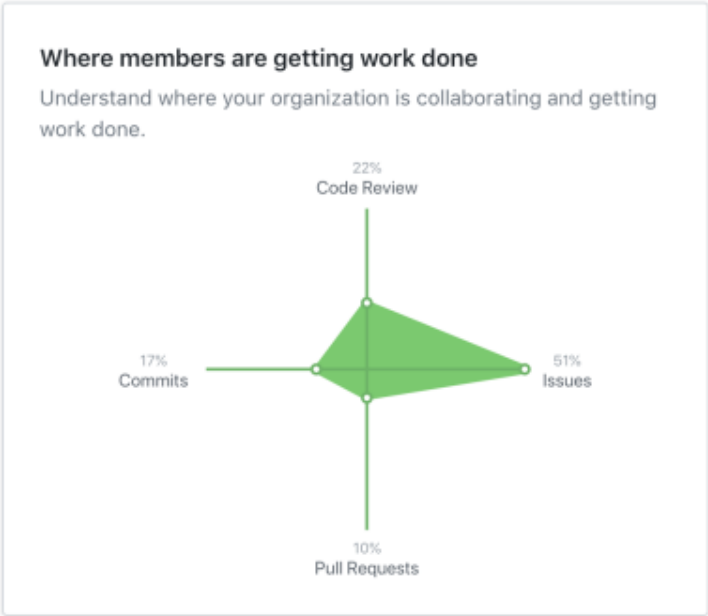 Where members are getting work done
Understand where your organization is collaborating and getting
work done.
22%
Code Review
17%
Commits
51%
Issues
10%
Pull Requests